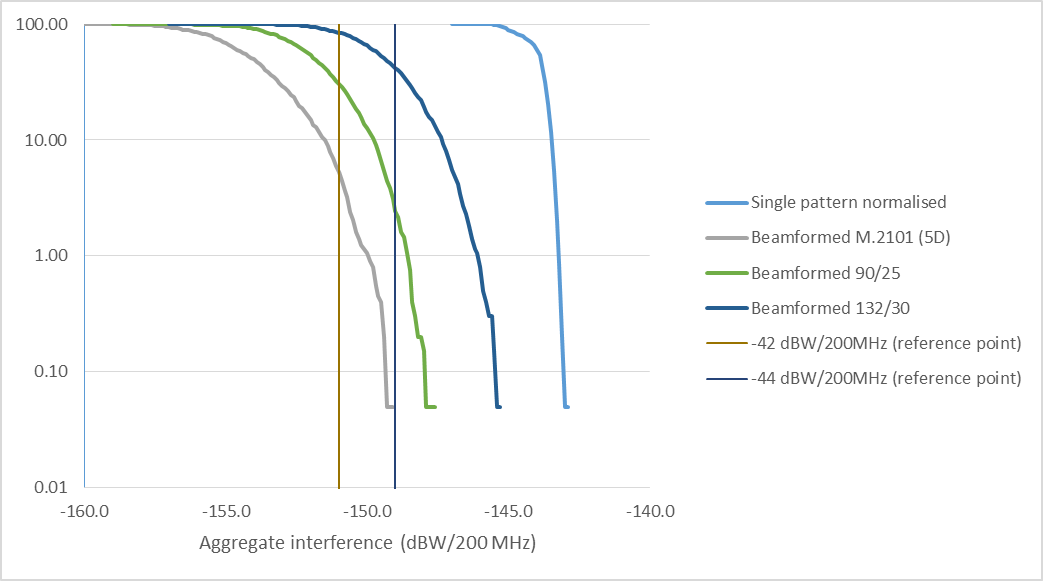 100.00
10.00
1.00
0.10
0.01
-160.0
-155.0
-150.0
-145.0
-140.0
Aggregate interference (dBW/200 MHz)
Single pattern normalised
Beamformed M.2101 (5D)
Beamformed 90/25
Beamformed 132/30
-42 dBW/200MHz (reference point)
-44 dBW/200MHz (reference point)